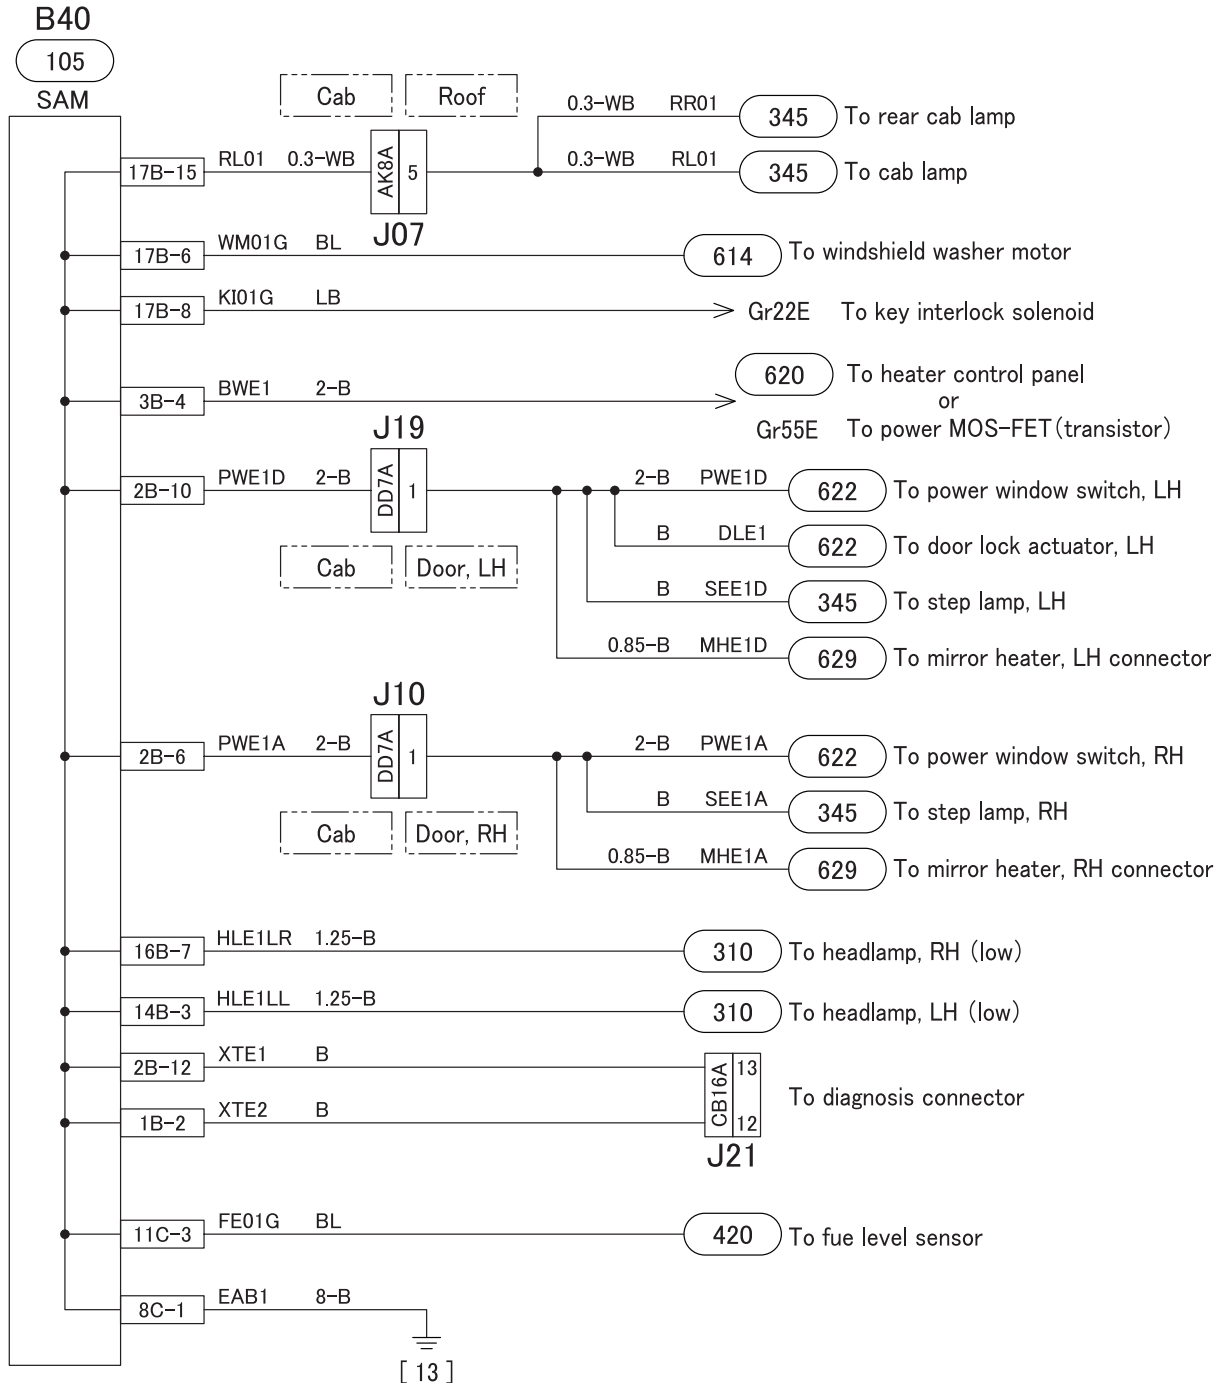 B40
105
SAM
Cab Roof
17B-15 RL01 0.3-WB AK8A 5 0.3-WB RR01 345 To rear cab lamp
0.3-WB RL01 345 To cab lamp
J07
17B-6 WM01G BL 614 To windshield washer motor
17B-8 KI01G LB Gr22E To key interlock solenoid
3B-4 BWE1 2-B 620 To heater control panel
or
Gr55E To power MOS-FET(transistor)
J19
2B-10 PWE1D 2-B DD7A 1 2-B PWE1D 622 To power window switch, LH
B DLE1 622 To door lock actuator, LH
Cab Door, LH
B SEE1D 345 To step lamp, LH
0.85-B MHE1D 629 To mirror heater, LH connector
J10
2B-6 PWE1A 2-B DD7A 1 2-B PWE1A 622 To power window switch, RH
B SEE1A 345 To step lamp, RH
Cab Door, RH
0.85-B MHE1A 629 To mirror heater, RH connector
16B-7 HLE1LR 1.25-B 310 To headlamp, RH (low)
14B-3 HLE1LL 1.25-B 310 To headlamp, LH (low)
2B-12 XTE1 B CB16A 13
To diagnosis connector
1B-2 XTE2 B 12
J21
11C-3 FE01G BL 420 To fue level sensor
8C-1 EAB1 8-B
[ 13 ]